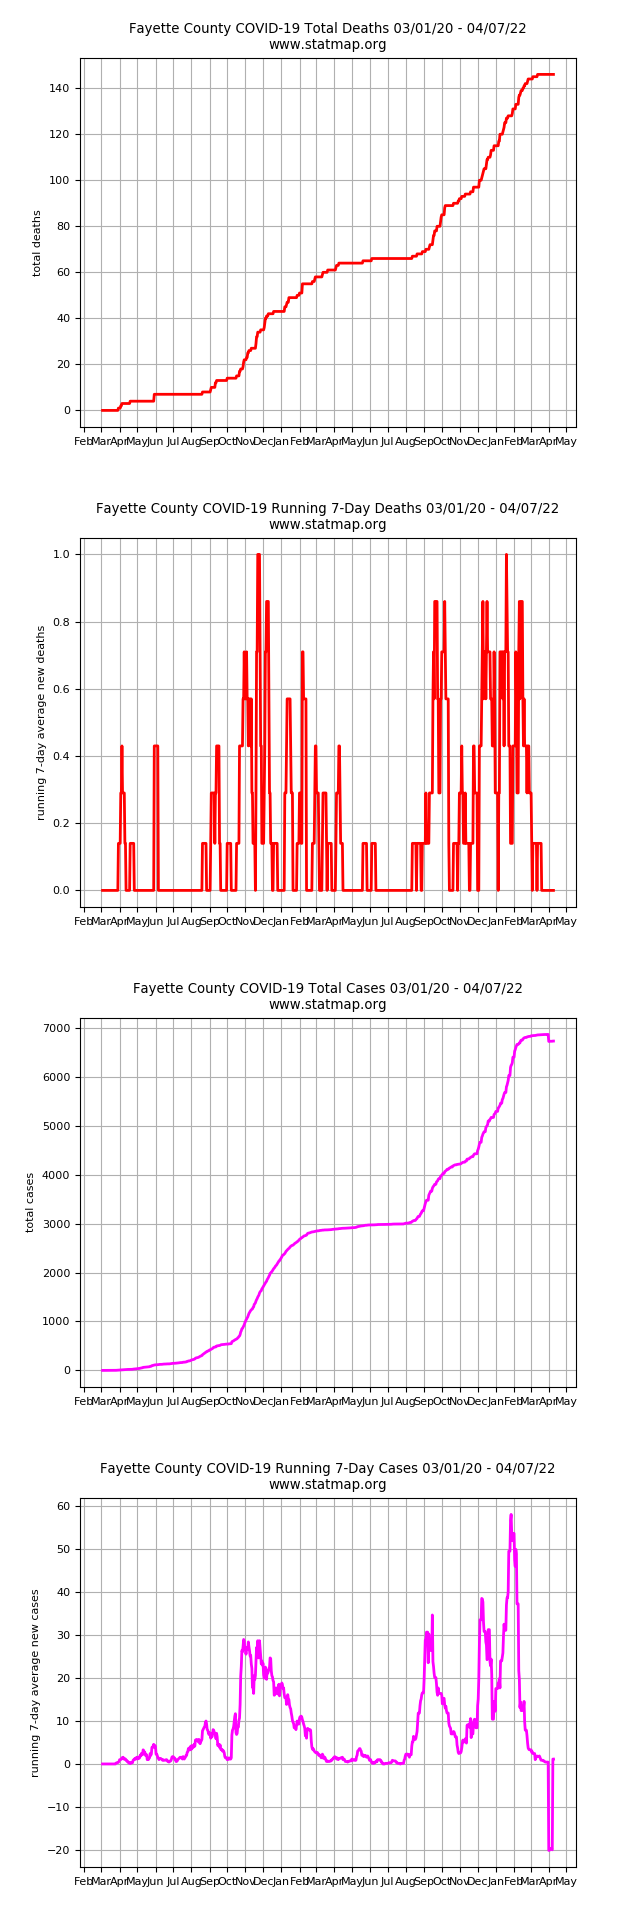 Fayette County COVID-19 Total Deaths 03/01/20 - 04/07/22
www.statmap.org
140
120
100
80
60
40
20
0
total deaths
Feb Mar Apr May Jun Jul Aug Sep Oct Nov Dec Jan Feb Mar Apr May Jun Jul Aug Sep Oct Nov Dec Jan Feb Mar Apr May
Fayette County COVID-19 Running 7-Day Deaths 03/01/20 - 04/07/22
www.statmap.org
1.0
0.8
0.6
0.4
0.2
0.0
running 7-day average new deaths
Feb Mar Apr May Jun Jul Aug Sep Oct Nov Dec Jan Feb Mar Apr May Jun Jul Aug Sep Oct Nov Dec Jan Feb Mar Apr May
Fayette County COVID-19 Total Cases 03/01/20 - 04/07/22
www.statmap.org
7000
6000
5000
4000
3000
2000
1000
0
total cases
Feb Mar Apr May Jun Jul Aug Sep Oct Nov Dec Jan Feb Mar Apr May Jun Jul Aug Sep Oct Nov Dec Jan Feb Mar Apr May
Fayette County COVID-19 Running 7-Day Cases 03/01/20 - 04/07/22
www.statmap.org
60
50
40
30
20
10
0
−10
−20
running 7-day average new cases
Feb Mar Apr May Jun Jul Aug Sep Oct Nov Dec Jan Feb Mar Apr May Jun Jul Aug Sep Oct Nov Dec Jan Feb Mar Apr May